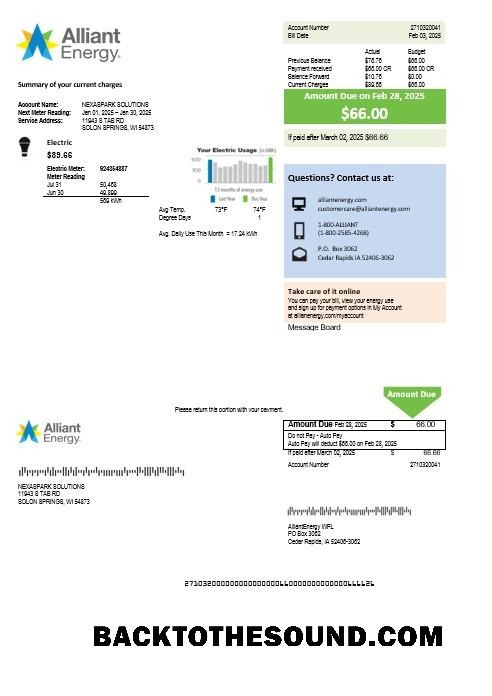 Alliant Energy.
Account Number 2710320041
Bill Date Feb 03, 2025
Actual Budget
Previous Balance $76.76 $66.00
Payment received $66.00 CR $66.00 CR
Balance Forward $10.76 $0.00
Current Charges $89.66 $66.00
Amount Due on Feb 28, 2025
$66.00
If paid after March 02, 2025 $66.66
Summary of your current charges
Account Name: NEXASPARK SOLUTIONS
Next Meter Reading: Jan 01, 2025 – Jan 30, 2025
Service Address: 11943 S TAB RD
SOLON SPRINGS, WI 54873
Electric
$89.66
Electric Meter: 924354887
Meter Reading
Jul 31 50,468
Jun 30 49,899
569 kWh
Your Electric Usage (in kWh)
600
300
0
13 months of energy use
Last Year This Year
Avg Temp. 73°F 74°F
Degree Days 1
Avg. Daily Use This Month = 17.24 kWh
Questions? Contact us at:
alliantenergy.com
customercare@alliantenergy.com
1-800-ALLIANT
(1-800-2585-4268)
P.O. Box 3062
Cedar Rapids IA 52406-3062
Take care of it online
You can pay your bill, view your energy use
and sign up for payment options in My Account
at allianenergy.com/myaccount
Message Board
Please return this portion with your payment.
Amount Due
Alliant Energy.
Amount Due Feb 28, 2025 $ 66.00
Do not Pay - Auto Pay
Auto Pay will deduct $66.00 on Feb 28, 2025
If paid after March 02, 2025 $ 66.66
Account Number 2710320041
NEXASPARK SOLUTIONS
11943 S TAB RD
SOLON SPRINGS, WI 54873
AlliantEnergy WPL
PO Box 3062
Cedar Rapids, IA 52406-3062
BACKTOTHESOUND.COM